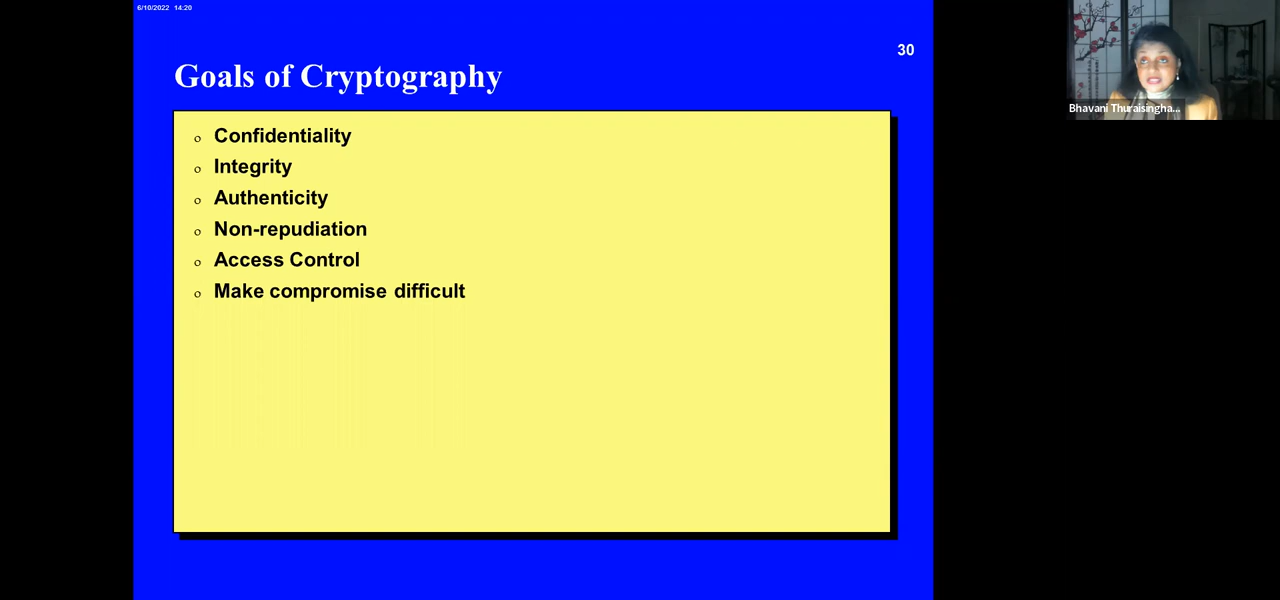 6/10/2022 14:20
30
Goals of Cryptography
o Confidentiality
o Integrity
o Authenticity
o Non-repudiation
o Access Control
o Make compromise difficult
Bhavani Thuraisingha...